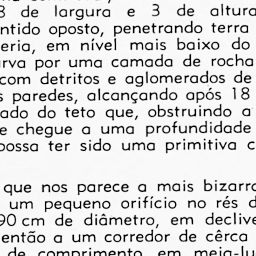 8 de largura e 3 de altura
ntido oposto, penetrando terra
eria, em nível mais baixo do
urva por uma camada de rocha
com detritos e aglomerados de
s paredes, alcançando após 18
ado do teto que, obstruindo a
e chegue a uma profundidade
possa ter sido uma primitiva c
que nos parece a mais bizarr
um pequeno orifício no rés d
90 cm de diâmetro, em declive
então a um corredor de cêrca
de comprimento, em meia-lu